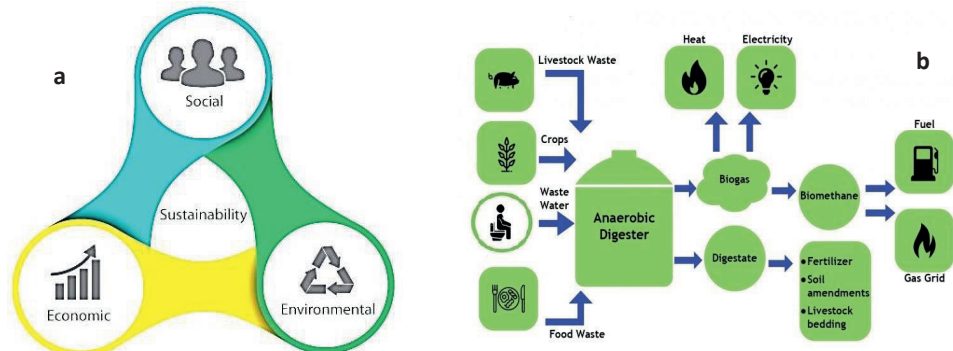 a
Social
Sustainability
Economic
Environmental
b
Livestock Waste
Crops
Waste
Water
Food Waste
Anaerobic
Digester
Heat
Electricity
Biogas
Biomethane
Fuel
Gas Grid
Digestate
• Fertilizer
• Soil
amendments
• Livestock
bedding